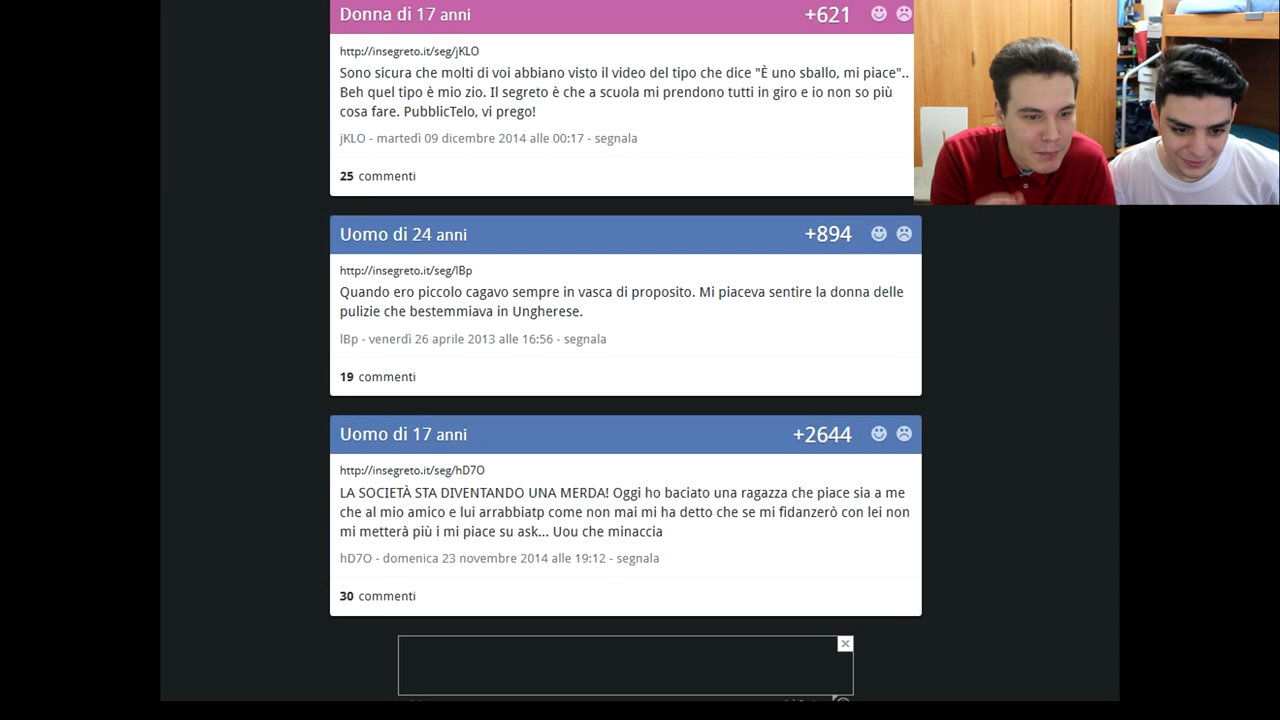 Donna di 17 anni +621
http://insegreto.it/seg/jKLO
Sono sicura che molti di voi abbiano visto il video del tipo che dice "È uno sballo, mi piace"..
Beh quel tipo è mio zio. Il segreto è che a scuola mi prendono tutti in giro e io non so più
cosa fare. PubblicTelo, vi prego!
jKLO - martedì 09 dicembre 2014 alle 00:17 - segnala
25 commenti
Uomo di 24 anni +894
http://insegreto.it/seg/lBp
Quando ero piccolo cagavo sempre in vasca di proposito. Mi piaceva sentire la donna delle
pulizie che bestemmiava in Ungherese.
lBp - venerdì 26 aprile 2013 alle 16:56 - segnala
19 commenti
Uomo di 17 anni +2644
http://insegreto.it/seg/hD7O
LA SOCIETÀ STA DIVENTANDO UNA MERDA! Oggi ho baciato una ragazza che piace sia a me
che al mio amico e lui arrabbiatp come non mai mi ha detto che se mi fidanzerò con lei non
mi metterà più i mi piace su ask... Uou che minaccia
hD7O - domenica 23 novembre 2014 alle 19:12 - segnala
30 commenti